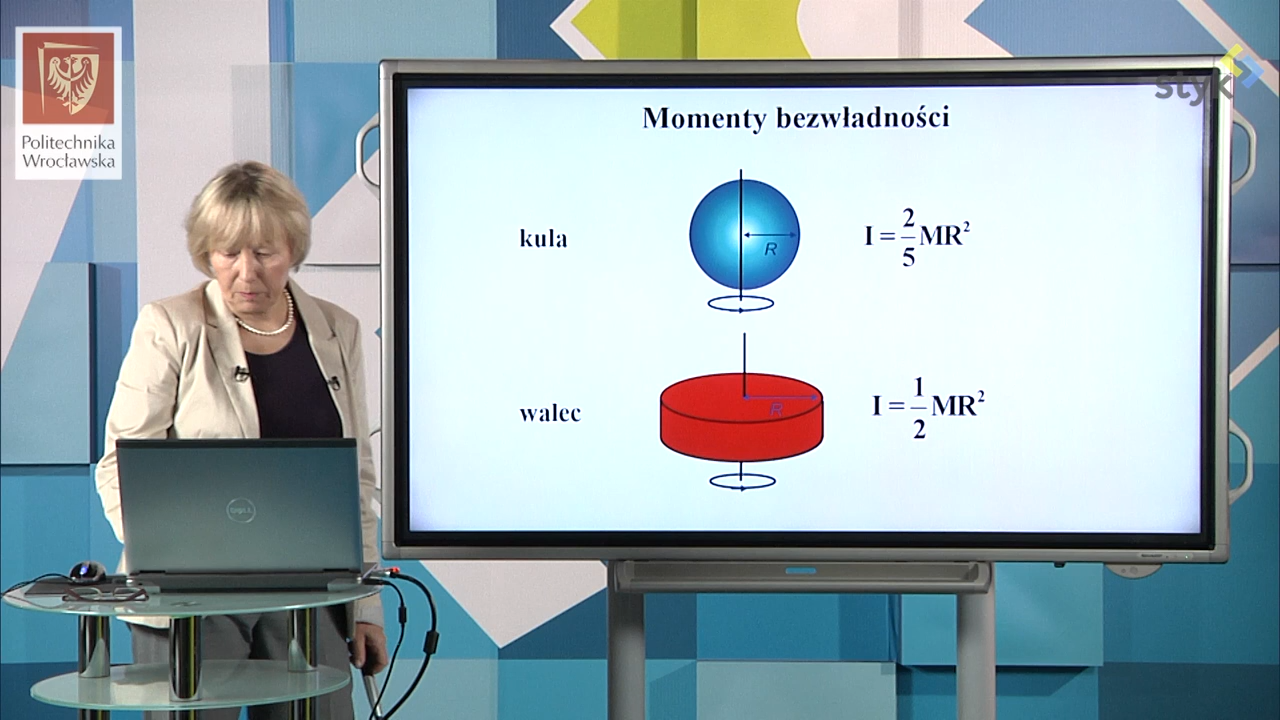 Politechnika
Wrocławska
styk
Momenty bezwładności
kula
R
I = 2/5 MR²
walec
R
I = 1/2 MR²
DELL